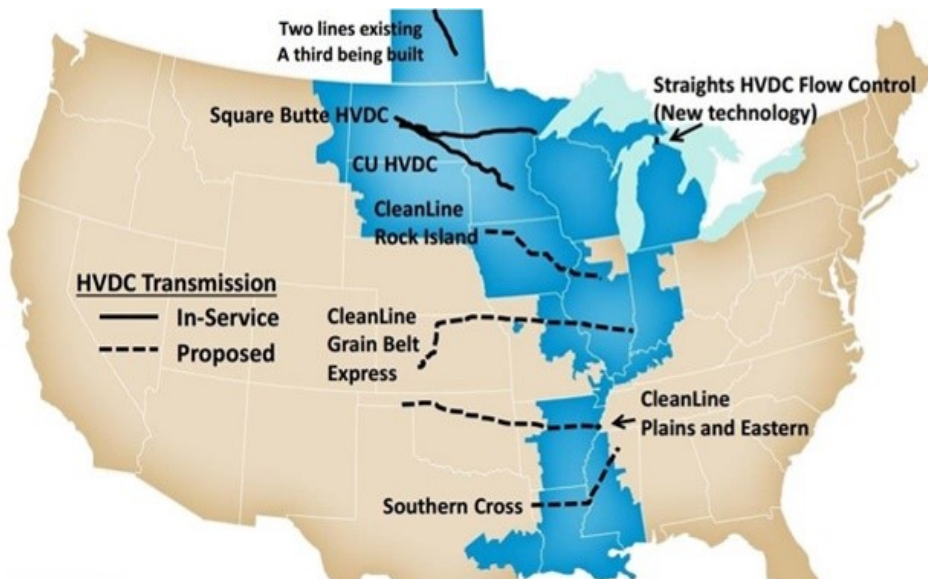 Two lines existing
A third being built
Straights HVDC Flow Control
(New technology)
Square Butte HVDC
CU HVDC
CleanLine
Rock Island
HVDC Transmission
In-Service
Proposed
CleanLine
Grain Belt
Express
CleanLine
Plains and Eastern
Southern Cross